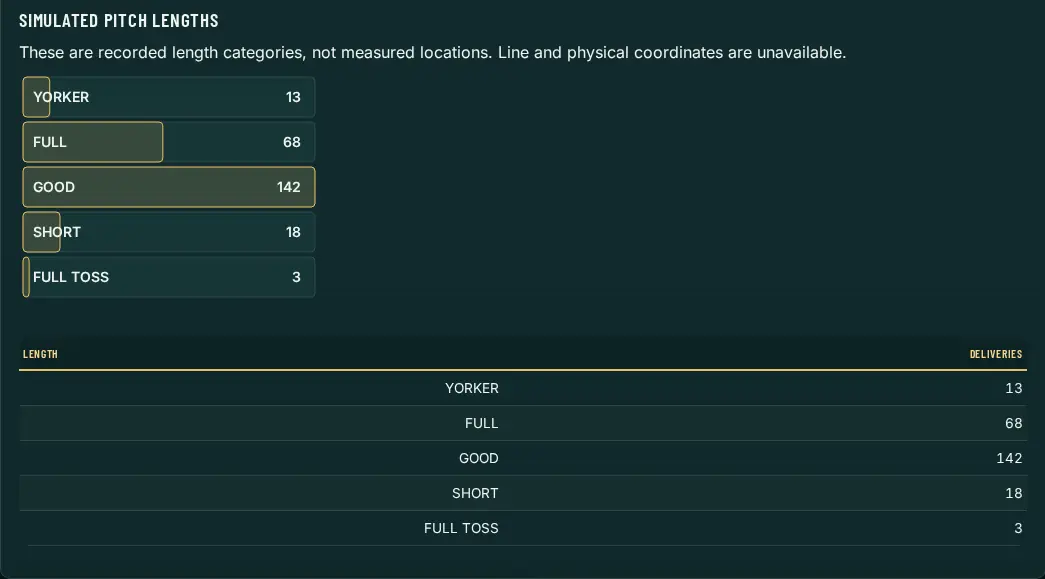 SIMULATED PITCH LENGTHS
These are recorded length categories, not measured locations. Line and physical coordinates are unavailable.
YORKER 13
FULL 68
GOOD 142
SHORT 18
FULL TOSS 3
LENGTH DELIVERIES
YORKER 13
FULL 68
GOOD 142
SHORT 18
FULL TOSS 3